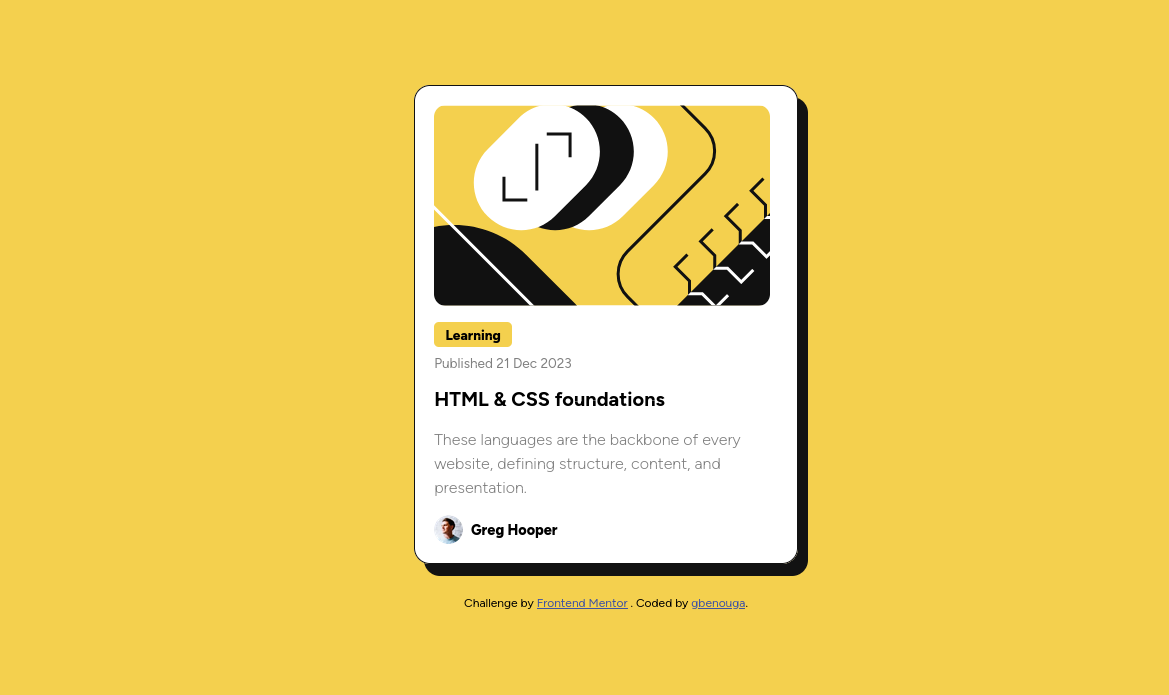 Learning
Published 21 Dec 2023
HTML & CSS foundations
These languages are the backbone of every
website, defining structure, content, and
presentation.
Greg Hooper
Challenge by Frontend Mentor . Coded by gbenouga.